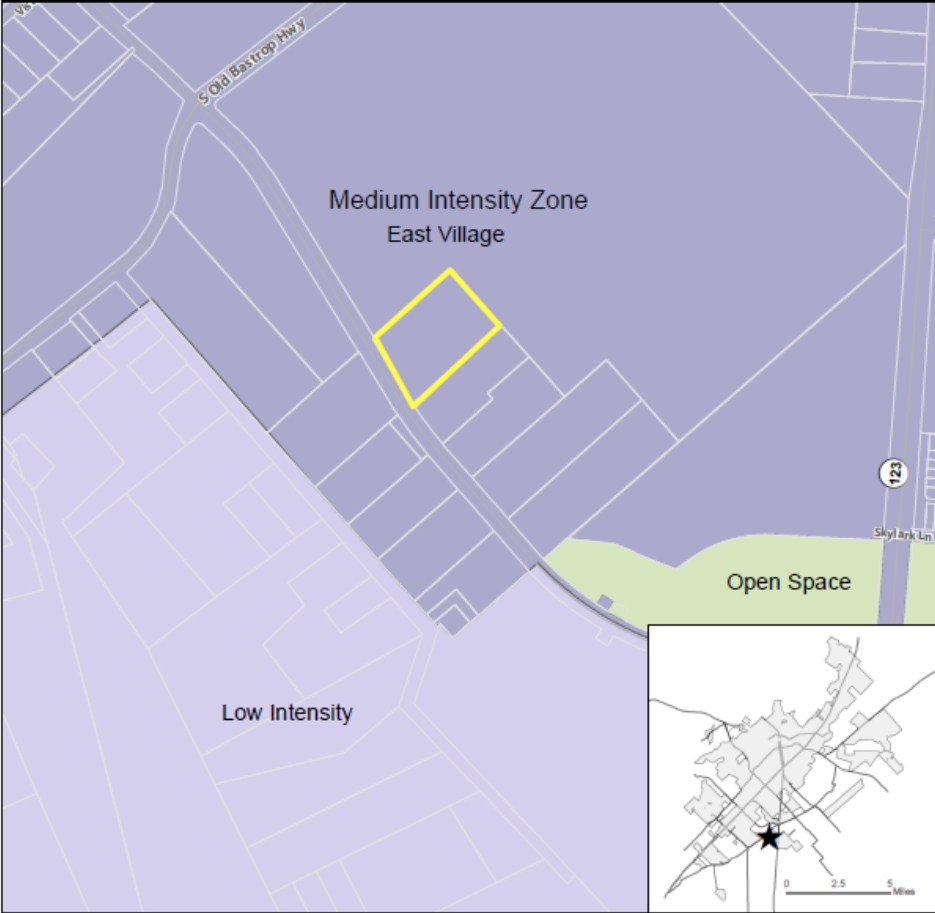 S Old Bastrop Hwy
Medium Intensity Zone
East Village
123
Skylark Ln
Open Space
Low Intensity
0 2.5 5
Miles